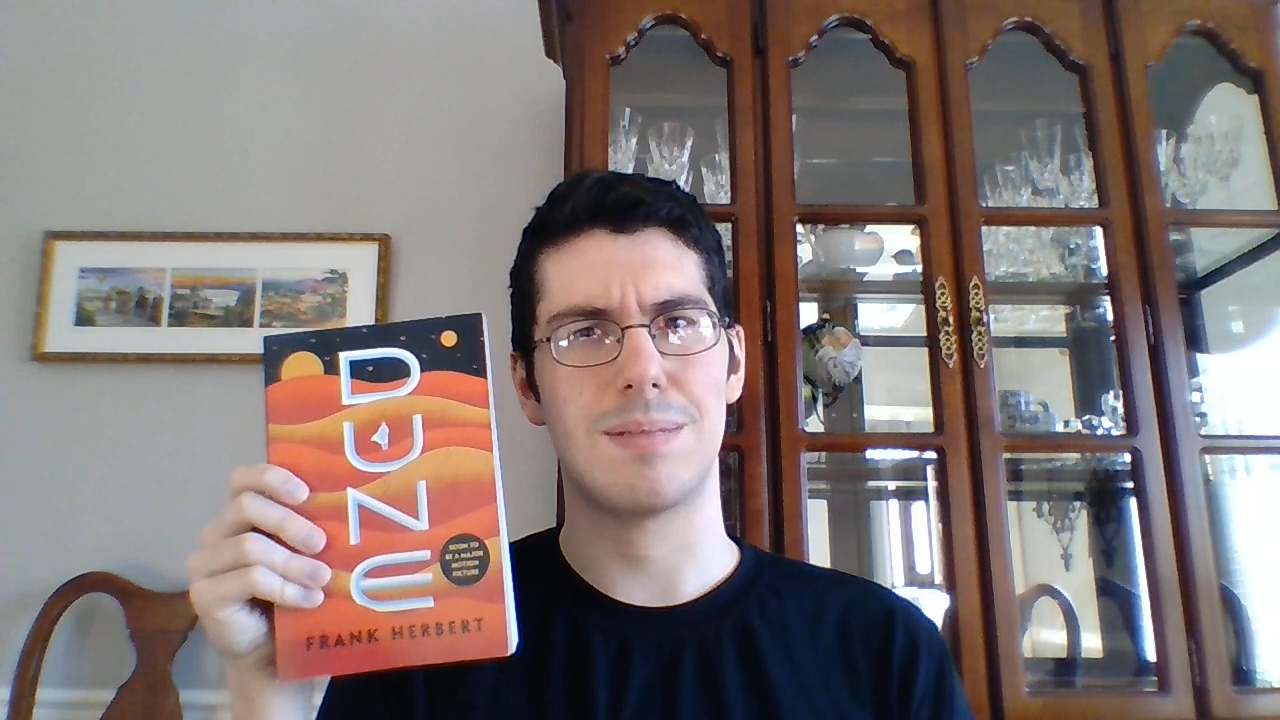 DUNE
SOON TO
BE A MAJOR
MOTION
PICTURE
FRANK HERBERT